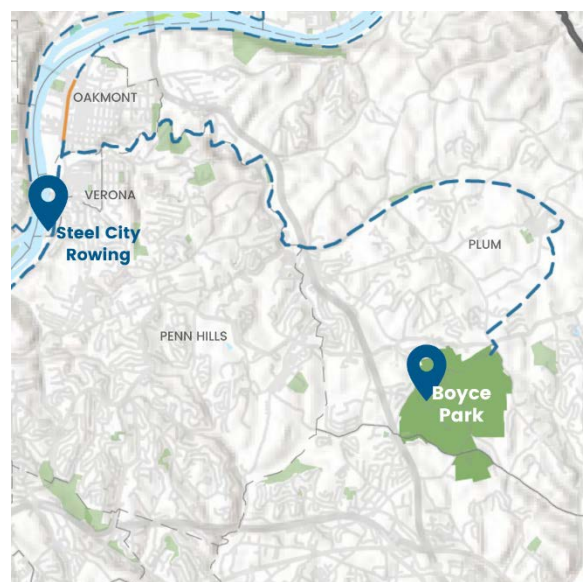 OAKMONT
VERONA
Steel City
Rowing
PLUM
PENN HILLS
Boyce
Park